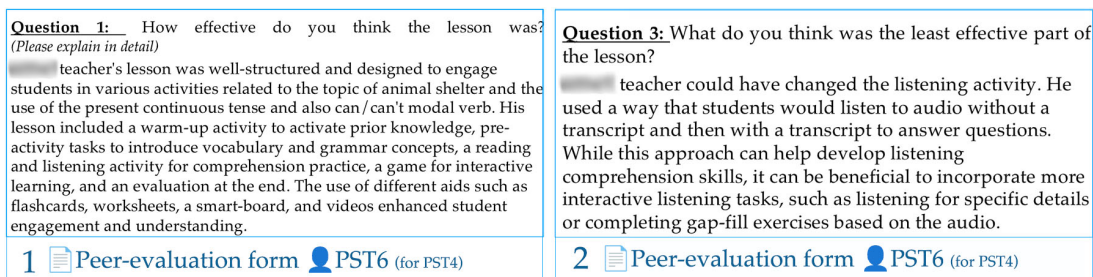 Question 1: How effective do you think the lesson was?
(Please explain in detail)
teacher's lesson was well-structured and designed to engage
students in various activities related to the topic of animal shelter and the
use of the present continuous tense and also can/can't modal verb. His
lesson included a warm-up activity to activate prior knowledge, pre-
activity tasks to introduce vocabulary and grammar concepts, a reading
and listening activity for comprehension practice, a game for interactive
learning, and an evaluation at the end. The use of different aids such as
flashcards, worksheets, a smart-board, and videos enhanced student
engagement and understanding.
1 Peer-evaluation form PST6 (for PST4)
Question 3: What do you think was the least effective part of
the lesson?
teacher could have changed the listening activity. He
used a way that students would listen to audio without a
transcript and then with a transcript to answer questions.
While this approach can help develop listening
comprehension skills, it can be beneficial to incorporate more
interactive listening tasks, such as listening for specific details
or completing gap-fill exercises based on the audio.
2 Peer-evaluation form PST6 (for PST4)